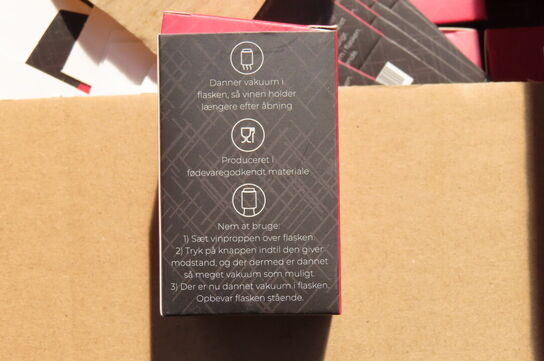 Danner vakuum i
flasken, så vinen holder
længere efter åbning
Produceret i
fødevaregodkendt materiale
Nem at bruge:
1) Sæt vinproppen over flasken.
2) Tryk på knappen indtil den giver
modstand, og der dermed er dannet
så meget vakuum som muligt.
3) Der er nu dannet vakuum i flasken.
Opbevar flasken stående.